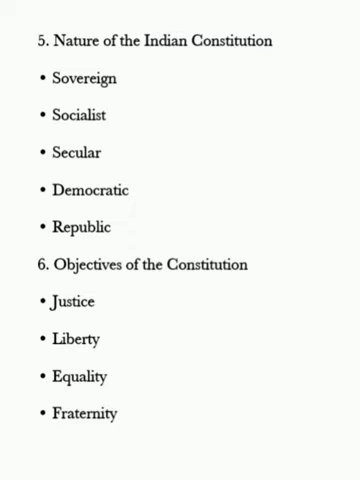 5. Nature of the Indian Constitution
• Sovereign
• Socialist
• Secular
• Democratic
• Republic
6. Objectives of the Constitution
• Justice
• Liberty
• Equality
• Fraternity